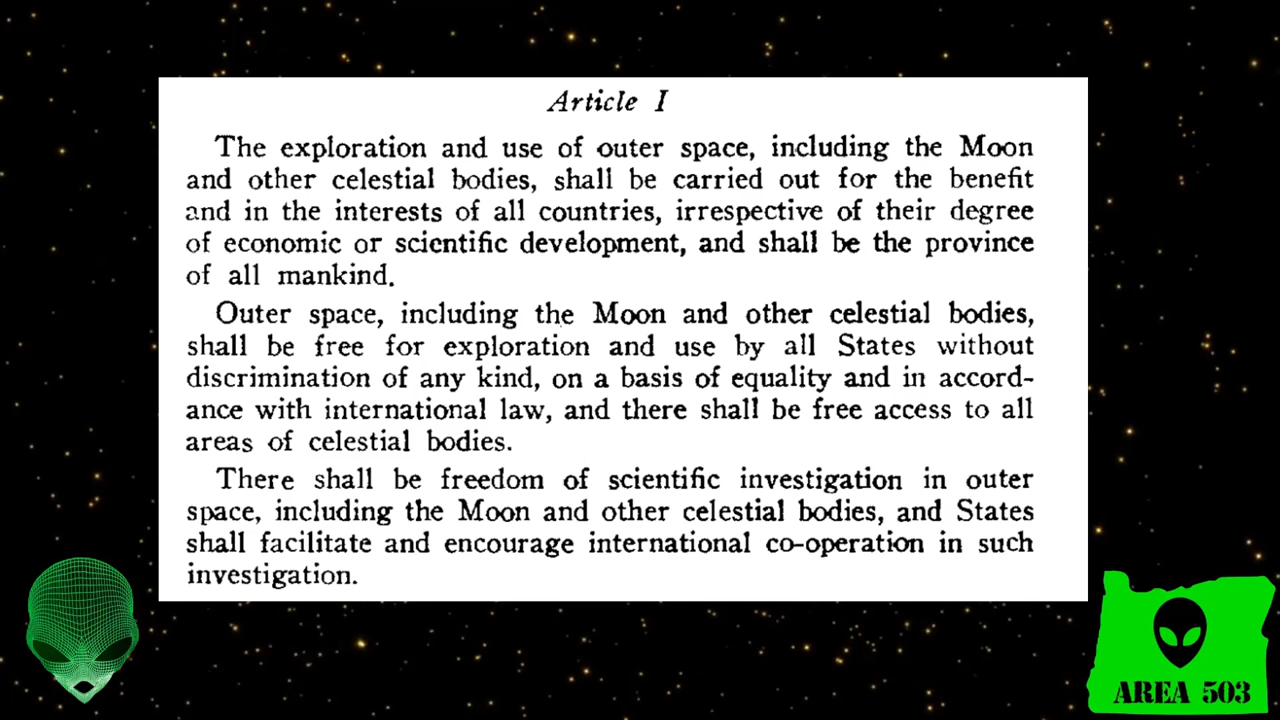 Article I
The exploration and use of outer space, including the Moon
and other celestial bodies, shall be carried out for the benefit
and in the interests of all countries, irrespective of their degree
of economic or scientific development, and shall be the province
of all mankind.
Outer space, including the Moon and other celestial bodies,
shall be free for exploration and use by all States without
discrimination of any kind, on a basis of equality and in accord-
ance with international law, and there shall be free access to all
areas of celestial bodies.
There shall be freedom of scientific investigation in outer
space, including the Moon and other celestial bodies, and States
shall facilitate and encourage international co-operation in such
investigation.
AREA 503